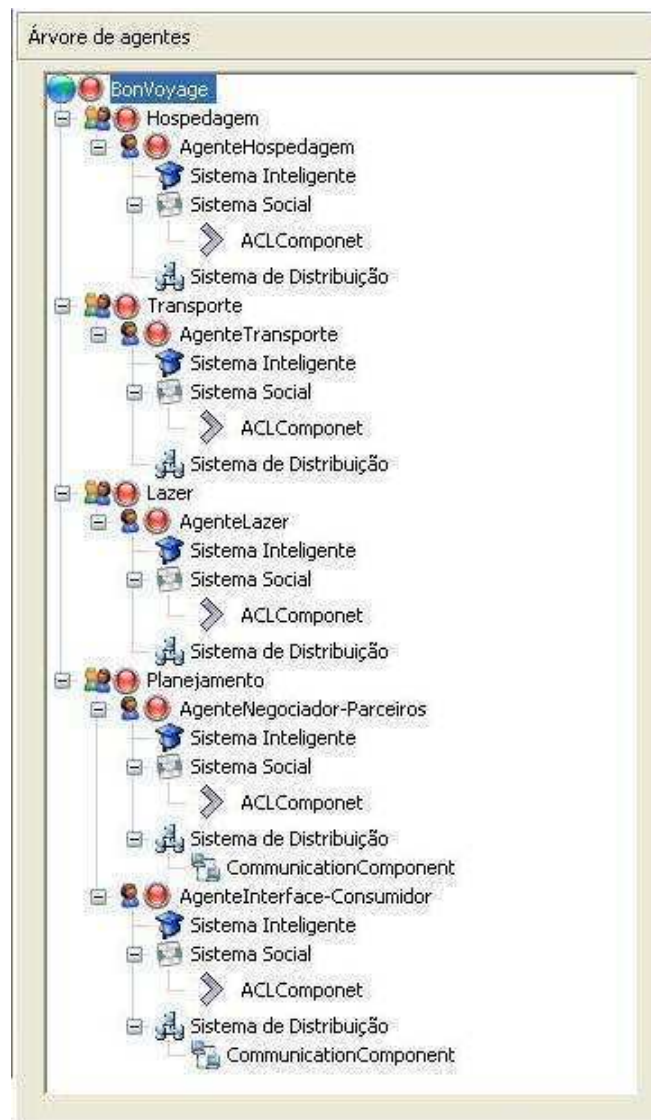 Árvore de agentes
BonVoyage
Hospedagem
AgenteHospedagem
Sistema Inteligente
Sistema Social
ACLComponet
Sistema de Distribuição
Transporte
AgenteTransporte
Sistema Inteligente
Sistema Social
ACLComponet
Sistema de Distribuição
Lazer
AgenteLazer
Sistema Inteligente
Sistema Social
ACLComponet
Sistema de Distribuição
Planejamento
AgenteNegociador-Parceiros
Sistema Inteligente
Sistema Social
ACLComponet
Sistema de Distribuição
CommunicationComponent
AgenteInterface-Consumidor
Sistema Inteligente
Sistema Social
ACLComponet
Sistema de Distribuição
CommunicationComponent